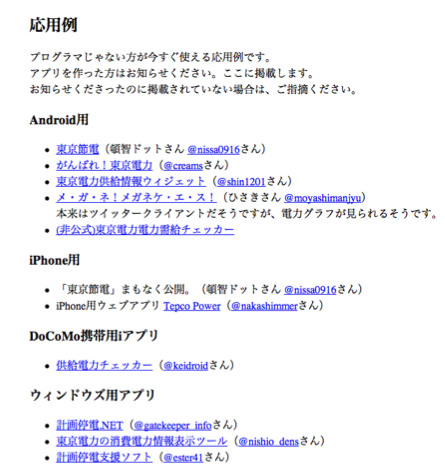 応用例
プログラマじゃない方が今すぐ使える応用例です。
アプリを作った方はお知らせください。ここに掲載します。
お知らせくださったのに掲載されていない場合は、ご指摘ください。
Android用
• 東京節電（頓智ドットさん @nissa0916さん）
• がんばれ！東京電力（@creamsさん）
• 東京電力供給情報ウィジェット（@shin1201さん）
• メ・ガ・ネ！メガネケ・エ・ス！（ひさきさん @moyashimanjyu）
本来はツイッタークライアントだそうですが、電力グラフが見られるそうです。
• (非公式)東京電力電力需給チェッカー
iPhone用
• 「東京節電」まもなく公開。（頓智ドットさん @nissa0916さん）
• iPhone用ウェブアプリ Tepco Power（@nakashimmerさん）
DoCoMo携帯用iアプリ
• 供給電力チェッカー（@keidroidさん）
ウィンドウズ用アプリ
• 計画停電.NET（@gatekeeper_infoさん）
• 東京電力の消費電力情報表示ツール（@nishio_densさん）
• 計画停電支援ソフト（@ester41さん）